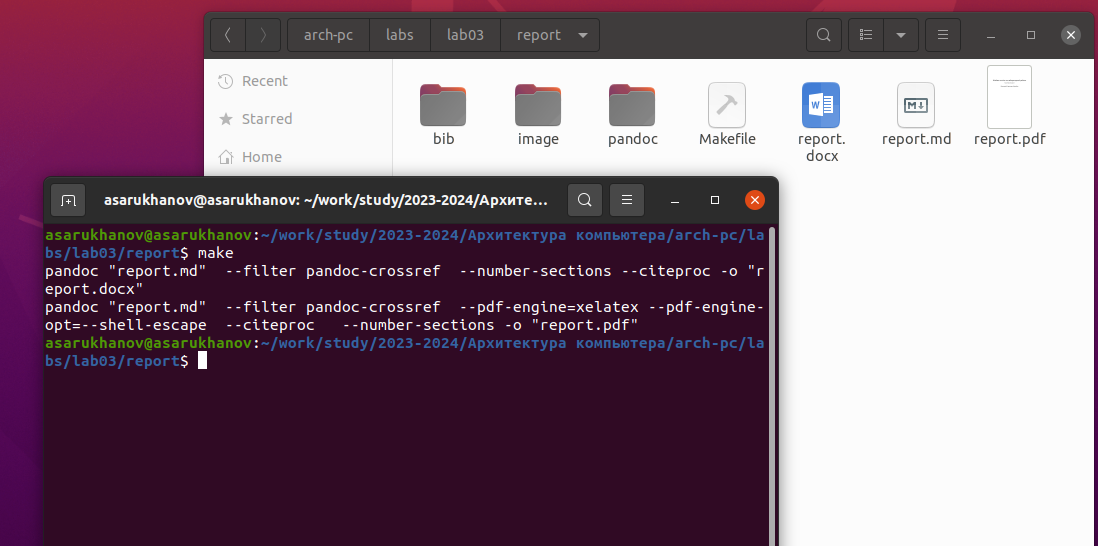 arch-pc labs lab03 report
Recent
Starred
Home
bib image pandoc Makefile report. report.md report.pdf
docx
asarukhanov@asarukhanov: ~/work/study/2023-2024/Архите...
asarukhanov@asarukhanov:~/work/study/2023-2024/Архитектура компьютера/arch-pc/la
bs/lab03/report$ make
pandoc "report.md"  --filter pandoc-crossref  --number-sections --citeproc -o "r
eport.docx"
pandoc "report.md"  --filter pandoc-crossref  --pdf-engine=xelatex --pdf-engine-
opt=--shell-escape  --citeproc   --number-sections -o "report.pdf"
asarukhanov@asarukhanov:~/work/study/2023-2024/Архитектура компьютера/arch-pc/la
bs/lab03/report$